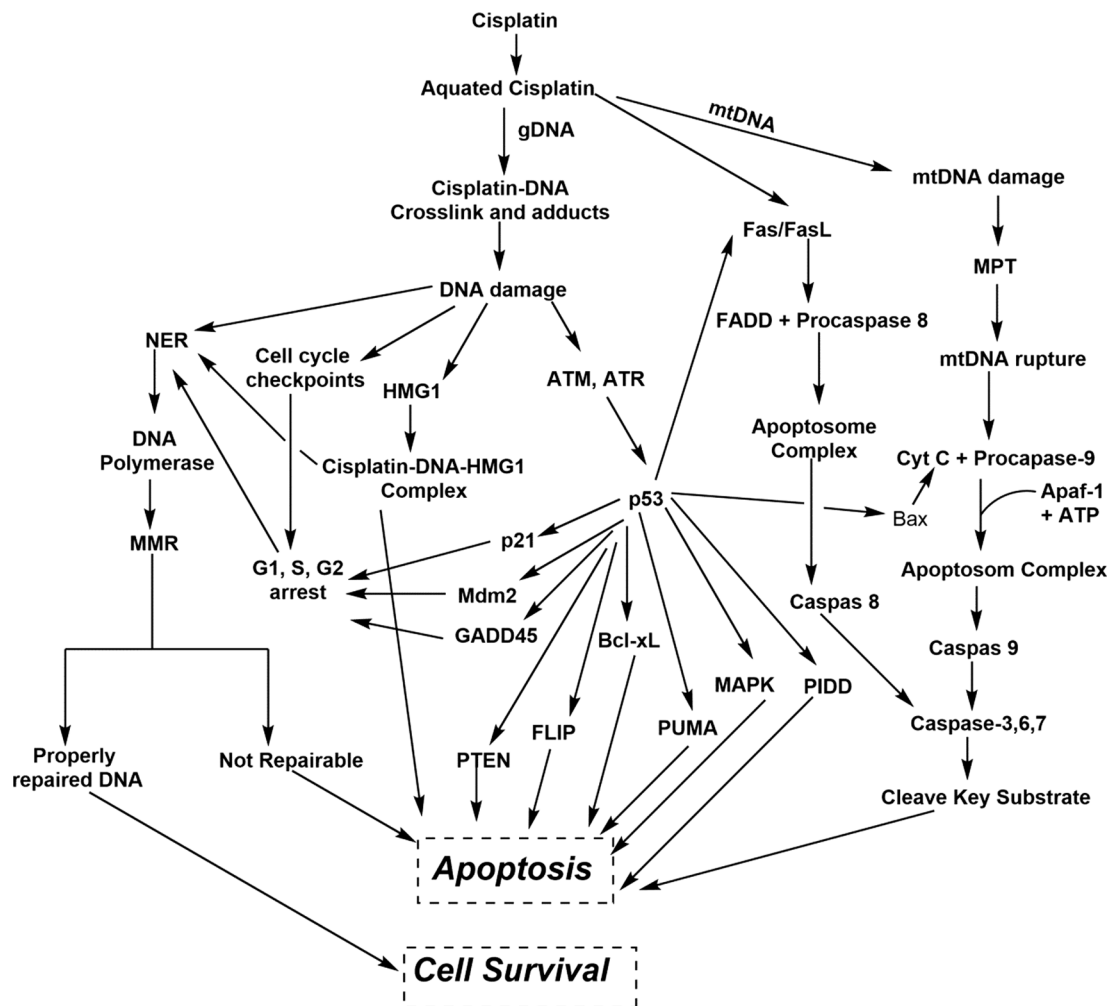 Cisplatin
Aquated Cisplatin
mtDNA
gDNA
mtDNA damage
Cisplatin-DNA
Crosslink and adducts
Fas/FasL
MPT
DNA damage
FADD + Procaspase 8
NER
Cell cycle
checkpoints
mtDNA rupture
ATM, ATR
HMG1
DNA
Polymerase
Apoptosome
Complex
Cisplatin-DNA-HMG1
Complex
Cyt C + Procapase-9
p53
Bax
Apaf-1
+ ATP
MMR
p21
G1, S, G2
arrest
Apoptosom Complex
Mdm2
Caspas 8
GADD45
Bcl-xL
Caspas 9
MAPK
PIDD
Caspase-3,6,7
PUMA
FLIP
PTEN
Properly
repaired DNA
Not Repairable
Cleave Key Substrate
Apoptosis
Cell Survival